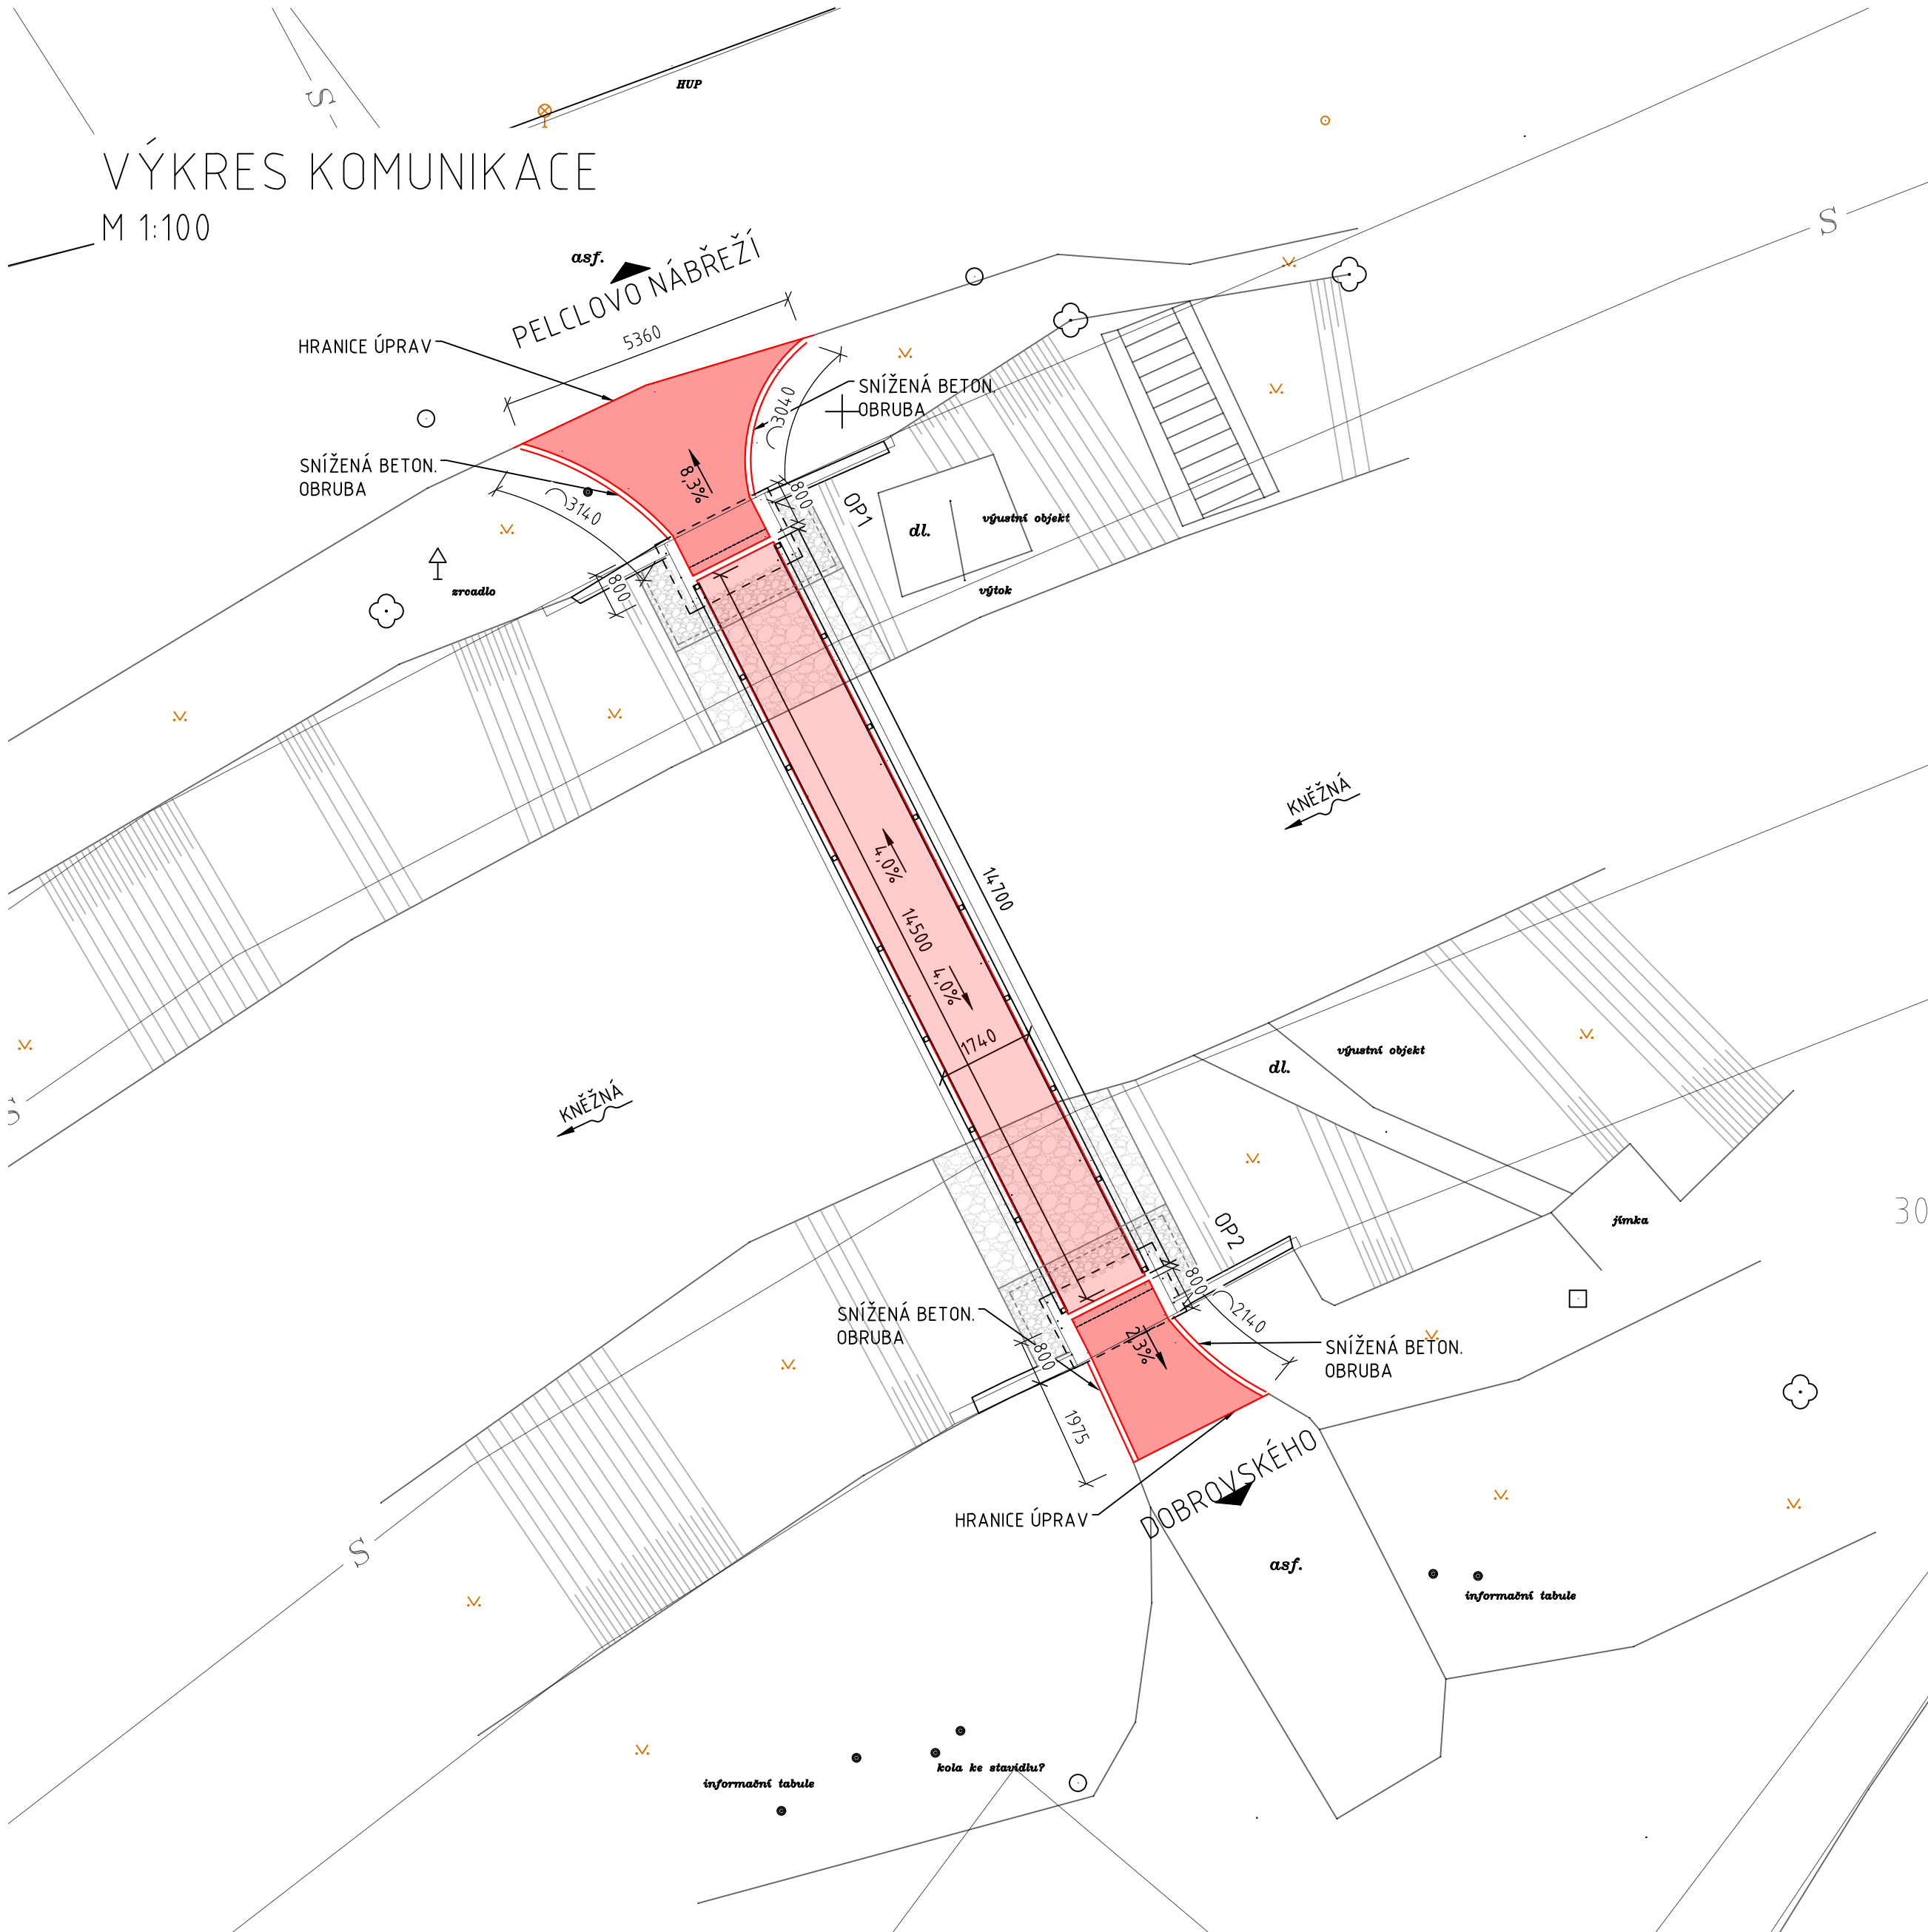 S
HUP
VÝKRES KOMUNIKACE
M 1:100
S
asf.
PELCLOVO NÁBŘEŽÍ
5360
HRANICE ÚPRAV
SNÍŽENÁ BETON.
OBRUBA
3040
SNÍŽENÁ BETON.
OBRUBA
8,3%
800
OP1
3140
dl.
výustní objekt
zrcadlo
800
výtok
KNĚŽNÁ
4,0%
14700
14500
4,0%
1740
výustní objekt
dl.
KNĚŽNÁ
S
30
jímka
OP2
800
2140
SNÍŽENÁ BETON.
OBRUBA
2,3%
SNÍŽENÁ BETON.
OBRUBA
800
1975
DOBROVSKÉHO
HRANICE ÚPRAV
S
asf.
informační tabule
kola ke stavidlu?
informační tabule